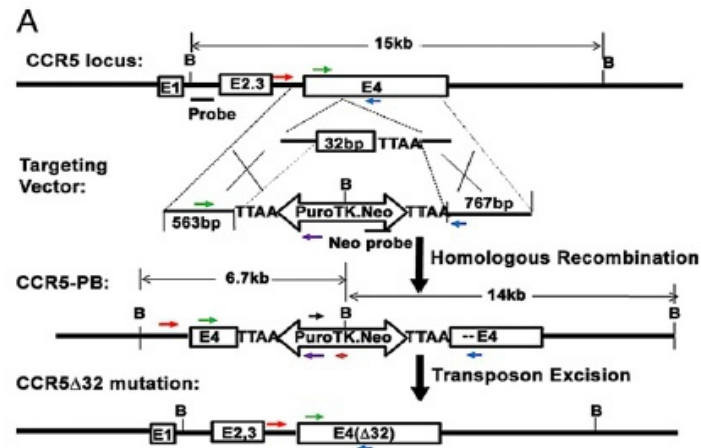 A
15kb
B
B
CCR5 locus:
E1
E2.3
E4
Probe
32bp
TTAA
Targeting
Vector:
B
563bp
TTAA
PuroTK.Neo
TTAA
767bp
Neo probe
Homologous Recombination
CCR5-PB:
6.7kb
14kb
B
B
B
E4
TTAA
PuroTK.Neo
TTAA
--E4
Transposon Excision
CCR5Δ32 mutation:
B
B
E1
E2,3
E4(Δ32)